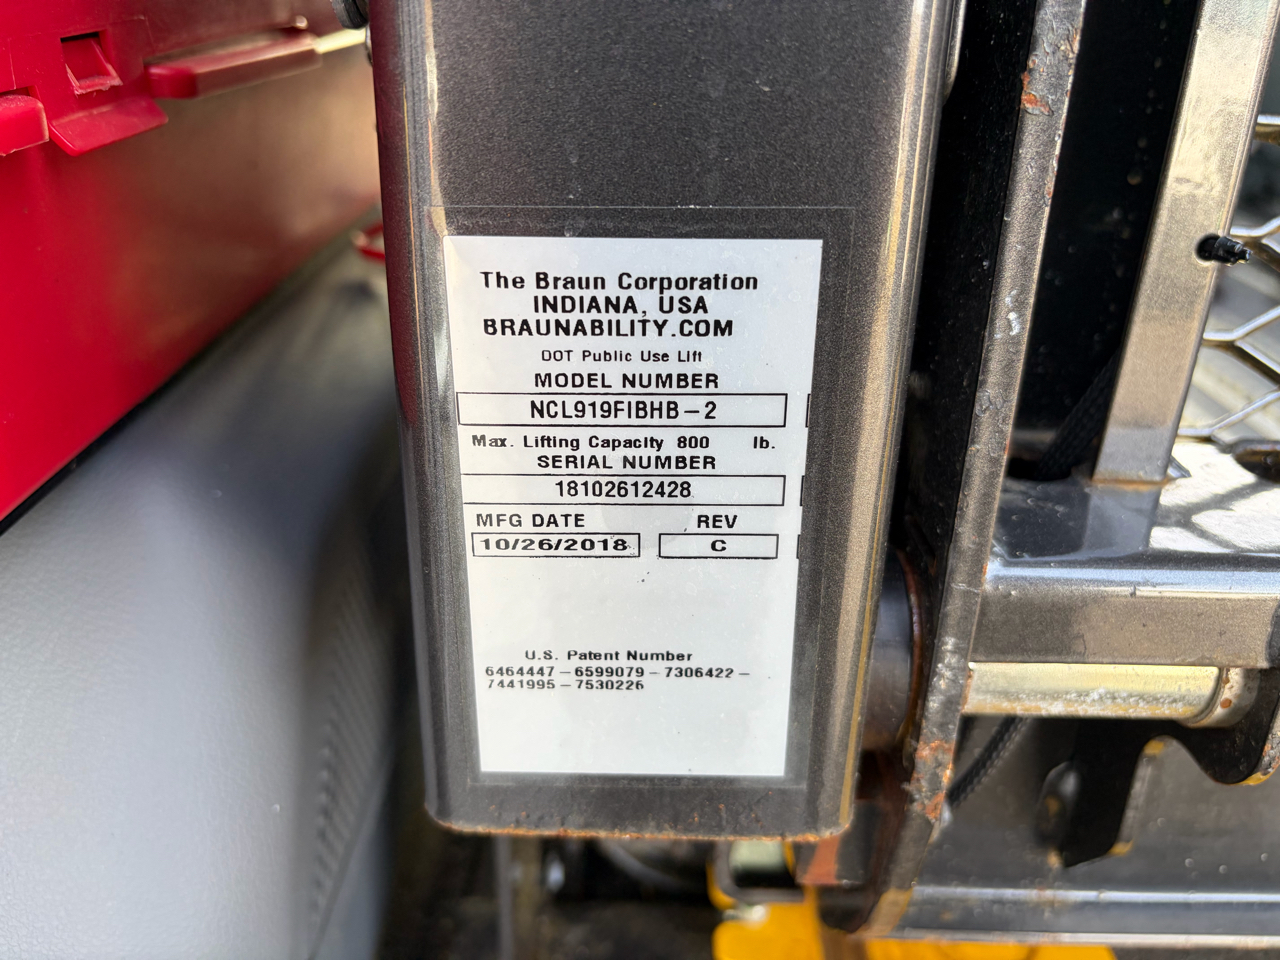 The Braun Corporation
INDIANA, USA
BRAUNABILITY.COM
DOT Public Use Lift
MODEL NUMBER
NCL919FIBHB-2
Max. Lifting Capacity 800 lb.
SERIAL NUMBER
18102612428
MFG DATE REV
10/26/2018 C
U.S. Patent Number
6464447-6599079-7306422-
7441995-7530226